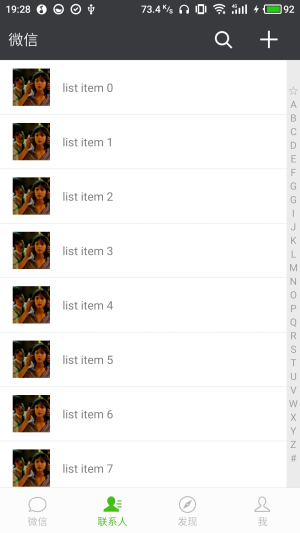 19:28 73.4 K/s 4G 92
微信
list item 0
list item 1
list item 2
list item 3
list item 4
list item 5
list item 6
list item 7
☆
A
B
C
D
E
F
G
G
I
J
K
L
M
N
O
P
Q
R
S
T
U
V
W
X
Y
Z
#
微信 联系人 发现 我